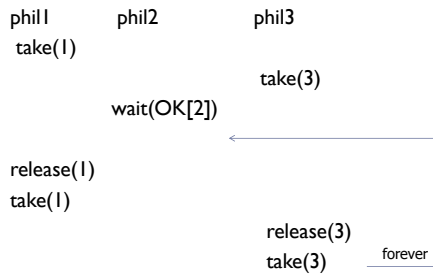 phil1 phil2 phil3
take(1)
take(3)
wait(OK[2])
release(1)
take(1)
release(3)
take(3) forever